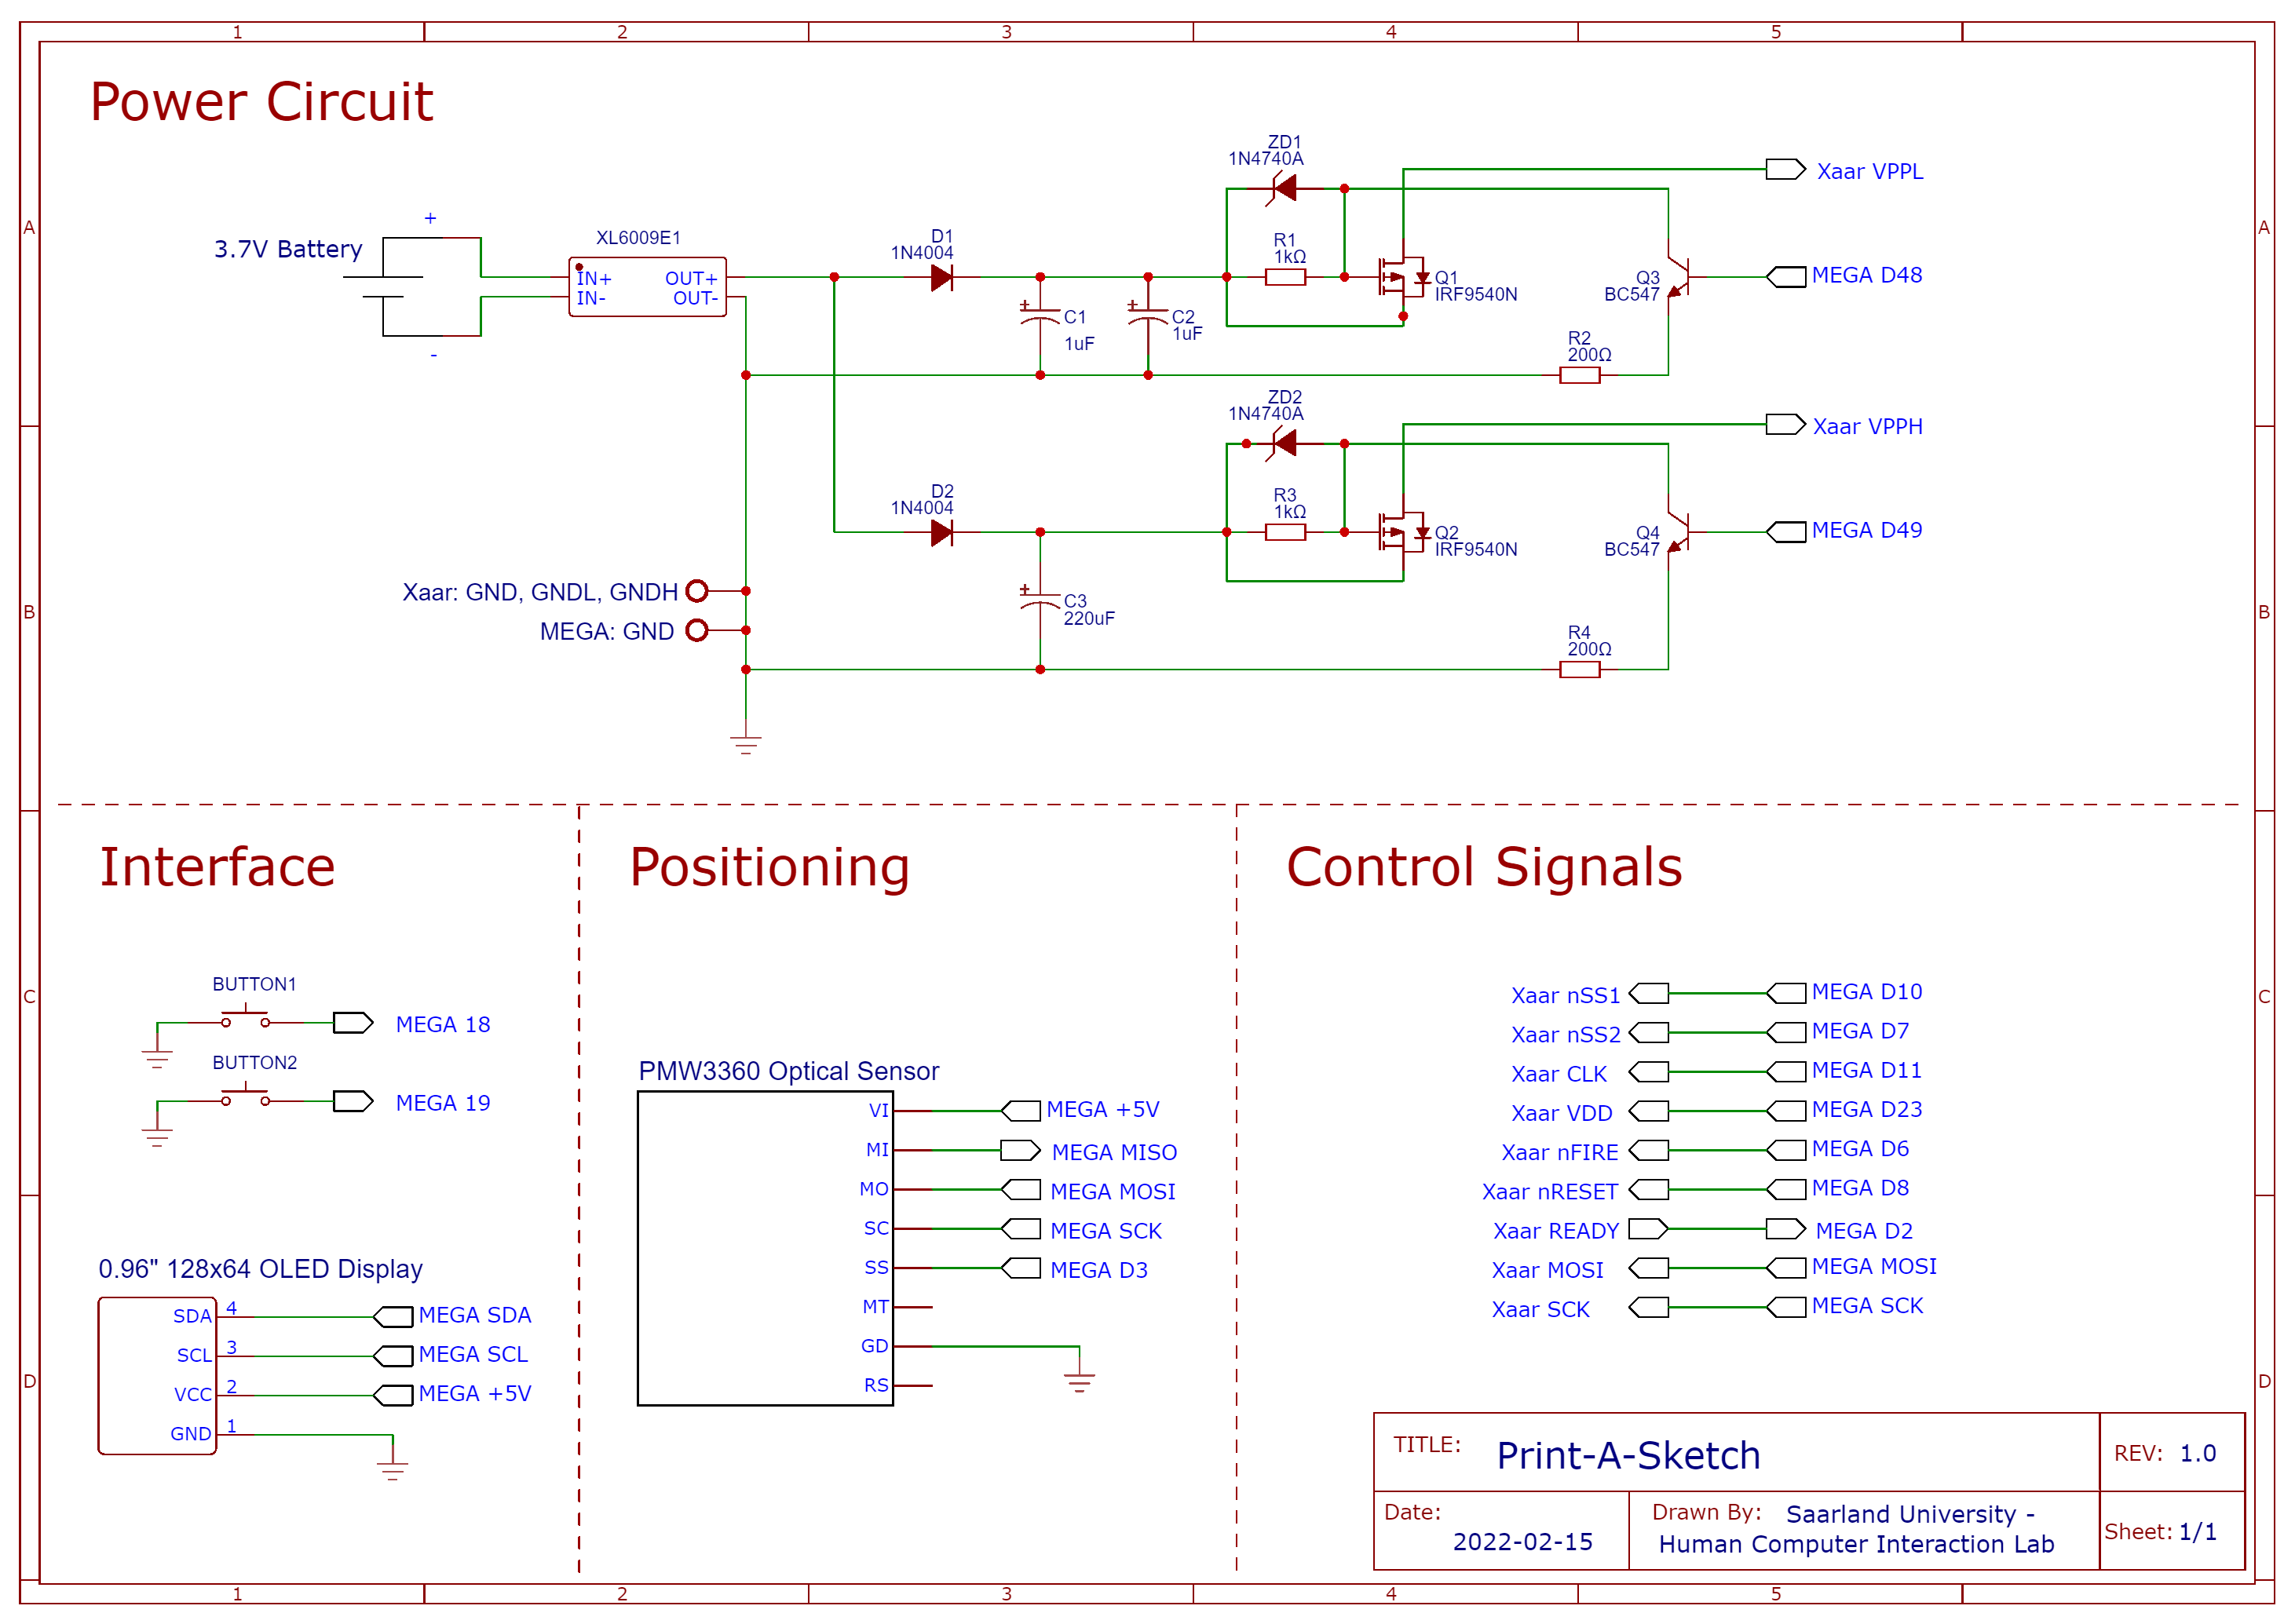 1 2 3 4 5
Power Circuit
A
A
3.7V Battery
+
-
XL6009E1
IN+ OUT+
IN- OUT-
D1
1N4004
C1
1uF
C2
1uF
ZD1
1N4740A
R1
1kΩ
Q1
IRF9540N
Xaar VPPL
Q3
BC547
MEGA D48
R2
200Ω
ZD2
1N4740A
Xaar VPPH
D2
1N4004
R3
1kΩ
Q2
IRF9540N
Q4
BC547
MEGA D49
B
B
Xaar: GND, GNDL, GNDH
MEGA: GND
+
+
+
C3
220uF
R4
200Ω
Interface
C
BUTTON1
MEGA 18
BUTTON2
MEGA 19
0.96" 128x64 OLED Display
SDA 4 MEGA SDA
SCL 3 MEGA SCL
VCC 2 MEGA +5V
GND 1
D
Positioning
PMW3360 Optical Sensor
VI MEGA +5V
MI MEGA MISO
MO MEGA MOSI
SC MEGA SCK
SS MEGA D3
MT
GD
RS
Control Signals
C
Xaar nSS1 MEGA D10
Xaar nSS2 MEGA D7
Xaar CLK MEGA D11
Xaar VDD MEGA D23
Xaar nFIRE MEGA D6
Xaar nRESET MEGA D8
Xaar READY MEGA D2
Xaar MOSI MEGA MOSI
Xaar SCK MEGA SCK
D
TITLE: Print-A-Sketch
REV: 1.0
Date: 2022-02-15
Drawn By: Saarland University -
Human Computer Interaction Lab
Sheet: 1/1
1 2 3 4 5